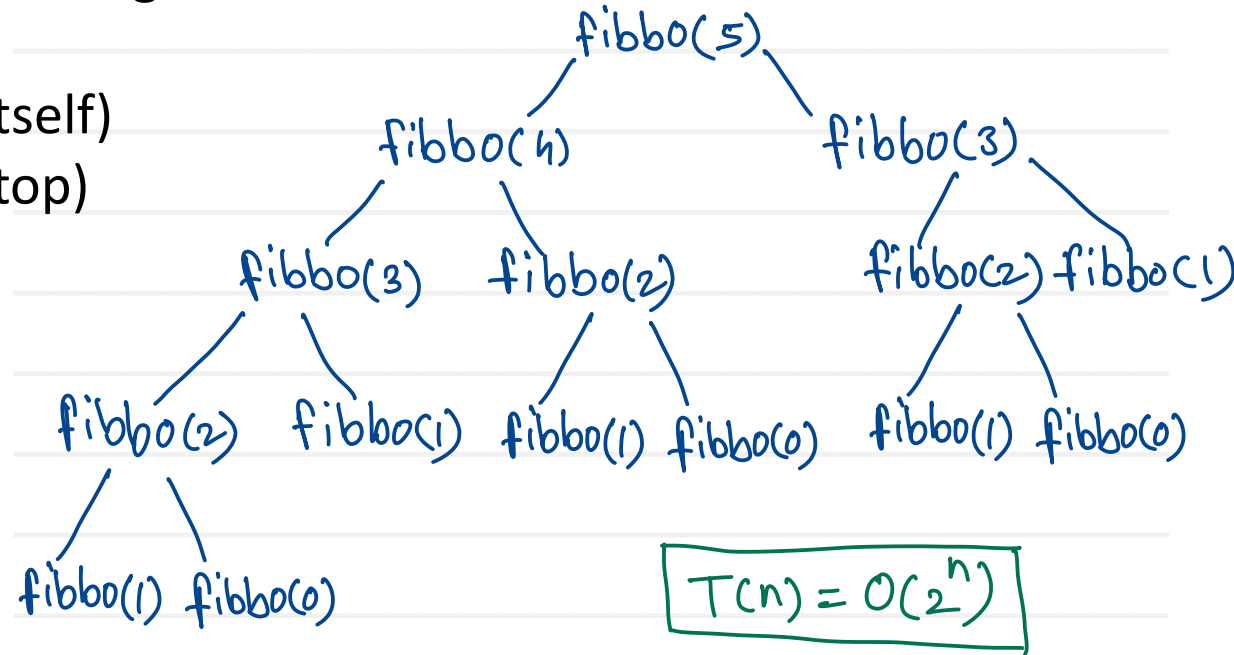 g
fibbo(5)
tself)
fibbo(4) fibbo(3)
top)
fibbo(3) fibbo(2) fibbo(2) fibbo(1)
fibbo(2) fibbo(1) fibbo(1) fibbo(0) fibbo(1) fibbo(0)
fibbo(1) fibbo(0)
T(n) = O(2ⁿ)